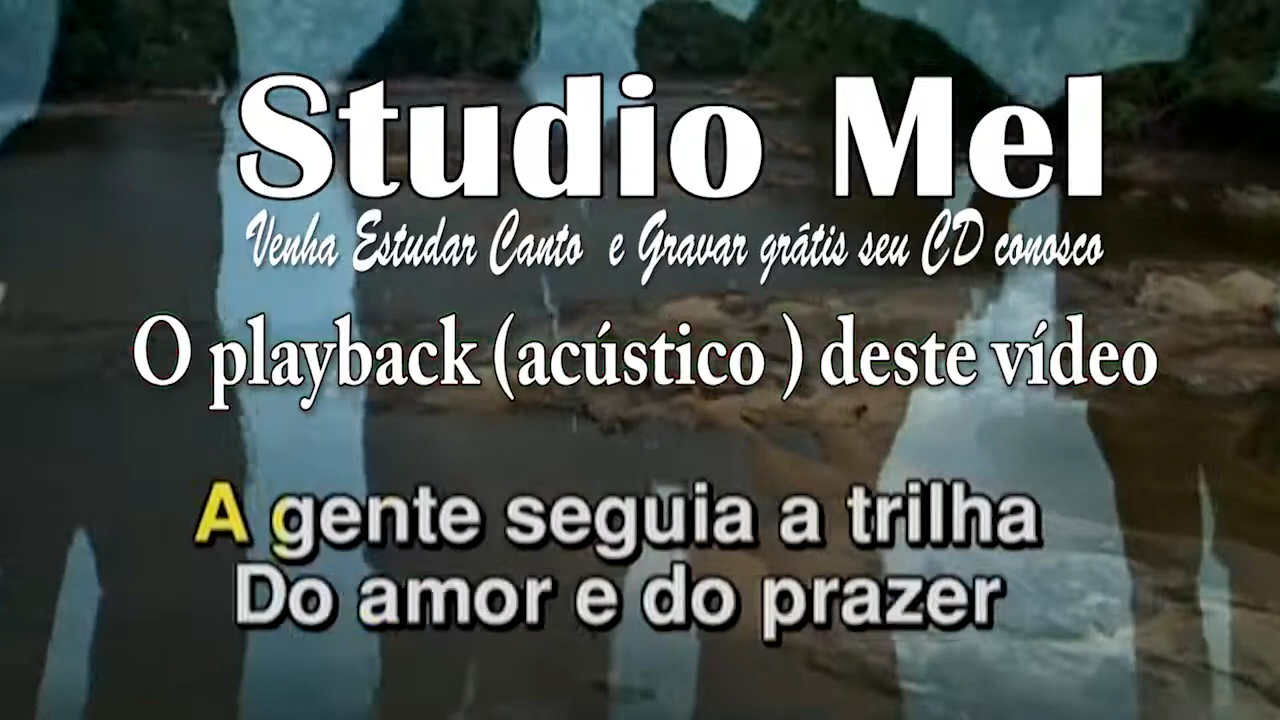 Studio Mel
Venha Estudar Canto e Gravar grátis seu CD conosco
O playback (acústico ) deste vídeo
A gente seguia a trilha
Do amor e do prazer